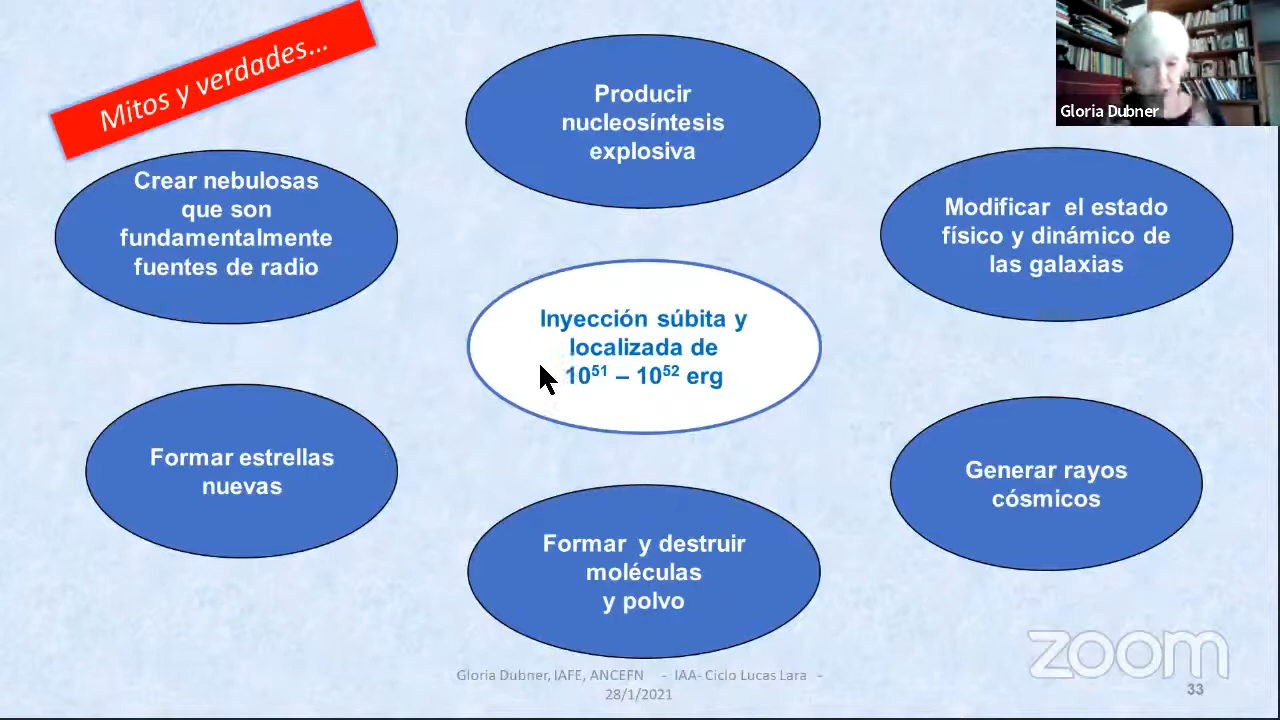 Mitos y verdades...
Gloria Dubner
Producir
nucleosíntesis
explosiva
Crear nebulosas
que son
fundamentalmente
fuentes de radio
Modificar el estado
físico y dinámico de
las galaxias
Inyección súbita y
localizada de
10⁵¹ – 10⁵² erg
Formar estrellas
nuevas
Generar rayos
cósmicos
Formar y destruir
moléculas
y polvo
Gloria Dubner, IAFE, ANCEFN - IAA- Ciclo Lucas Lara -
28/1/2021
zoom
33